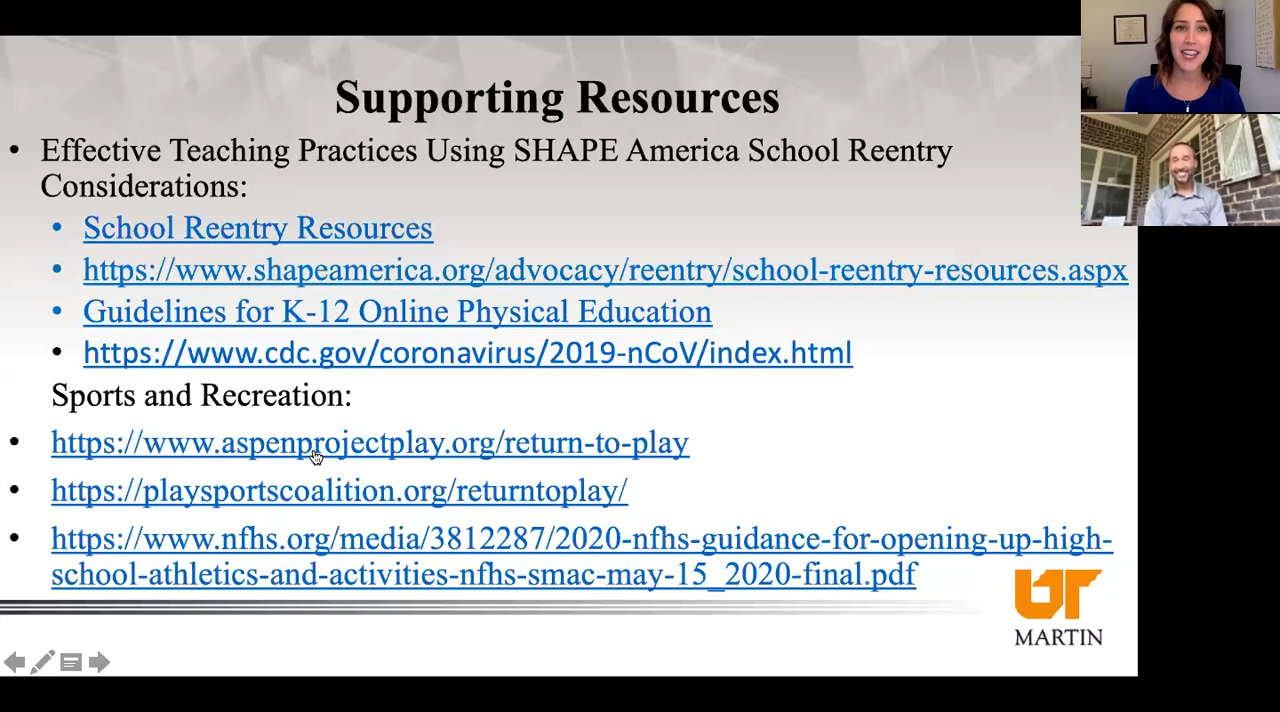 Supporting Resources
• Effective Teaching Practices Using SHAPE America School Reentry
Considerations:
• School Reentry Resources
• https://www.shapeamerica.org/advocacy/reentry/school-reentry-resources.aspx
• Guidelines for K-12 Online Physical Education
• https://www.cdc.gov/coronavirus/2019-nCoV/index.html
Sports and Recreation:
• https://www.aspenprojectplay.org/return-to-play
• https://playsportscoalition.org/returntoplay/
• https://www.nfhs.org/media/3812287/2020-nfhs-guidance-for-opening-up-high-
school-athletics-and-activities-nfhs-smac-may-15_2020-final.pdf
UT
MARTIN